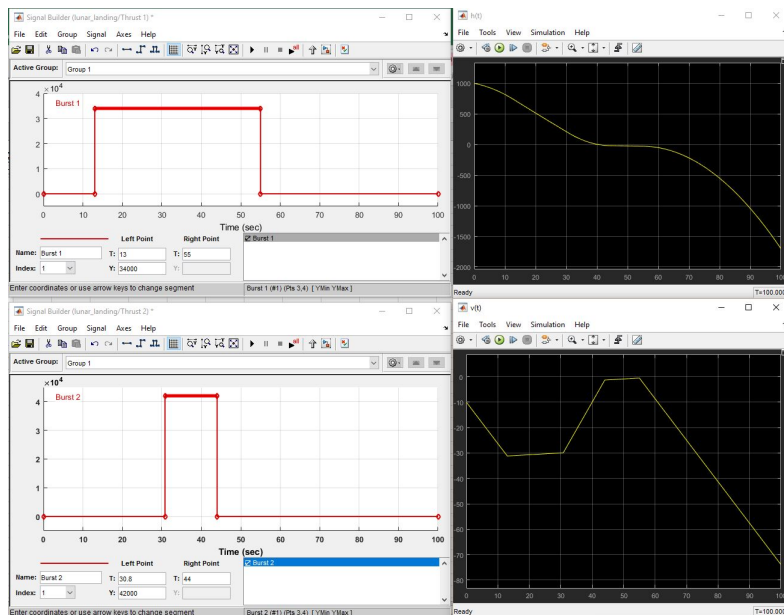 Signal Builder (lunar_landing/Thrust 1) *
File Edit Group Signal Axes Help
Active Group: Group 1
×10^4
Burst 1
4
3
2
1
0
0 10 20 30 40 50 60 70 80 90 100
Time (sec)
Left Point Right Point
Name: Burst 1 T: 13 T: 55
Index: 1 Y: 34000 Y:
Burst 1
Enter coordinates or use arrow keys to change segment
Burst 1 (#1) (Pts 3,4) [ YMin YMax ]
h(t)
File Tools View Simulation Help
1000
500
0
-500
-1000
-1500
-2000
0 10 20 30 40 50 60 70 80 90 100
Ready T=100.000
Signal Builder (lunar_landing/Thrust 2) *
File Edit Group Signal Axes Help
Active Group: Group 1
×10^4
Burst 2
4
3
2
1
0
0 10 20 30 40 50 60 70 80 90 100
Time (sec)
Left Point Right Point
Name: Burst 2 T: 30.8 T: 44
Index: 1 Y: 42000 Y:
Burst 2
Enter coordinates or use arrow keys to change segment
Burst 2 (#1) (Pts 3,4) [ YMin YMax ]
v(t)
File Tools View Simulation Help
0
-10
-20
-30
-40
-50
-60
-70
-80
0 10 20 30 40 50 60 70 80 90 100
Ready T=100.000